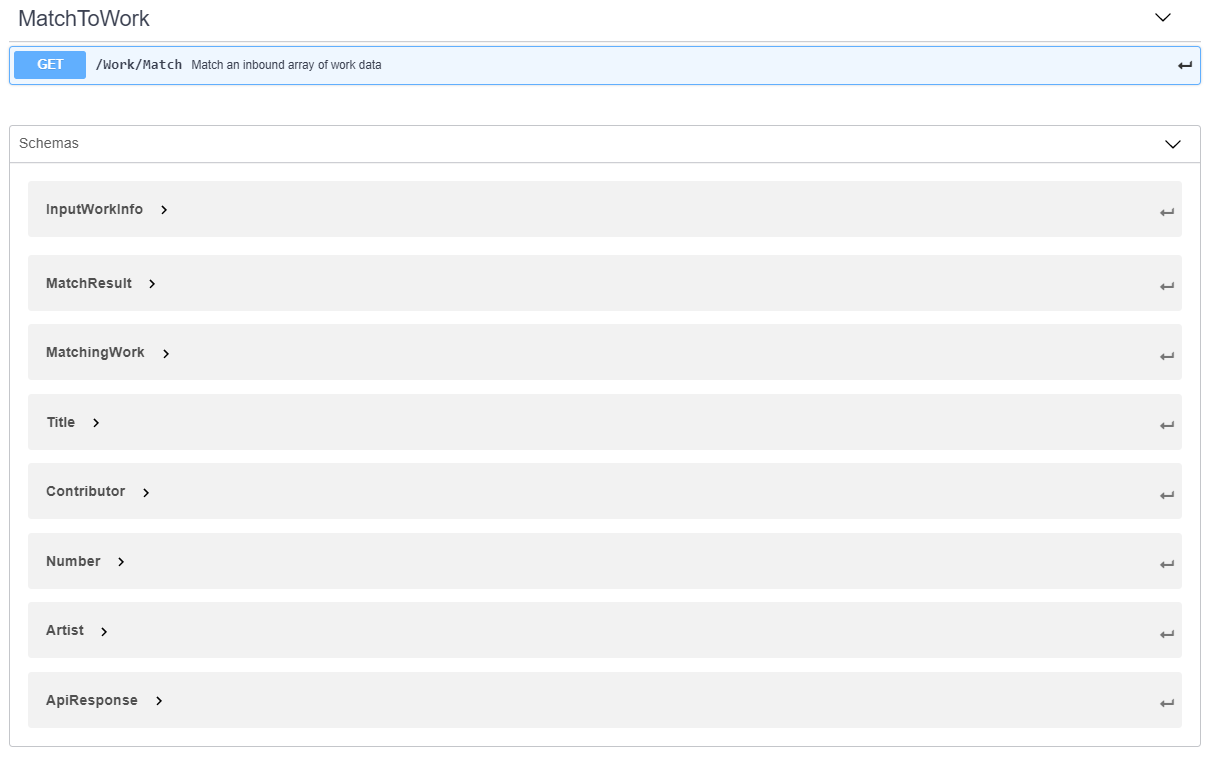 MatchToWork
GET /Work/Match Match an inbound array of work data
Schemas
InputWorkInfo
MatchResult
MatchingWork
Title
Contributor
Number
Artist
ApiResponse